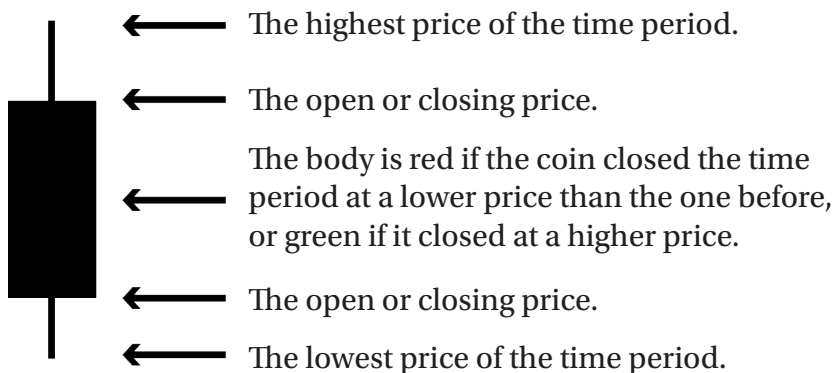 The highest price of the time period.
The open or closing price.
The body is red if the coin closed the time
period at a lower price than the one before,
or green if it closed at a higher price.
The open or closing price.
The lowest price of the time period.